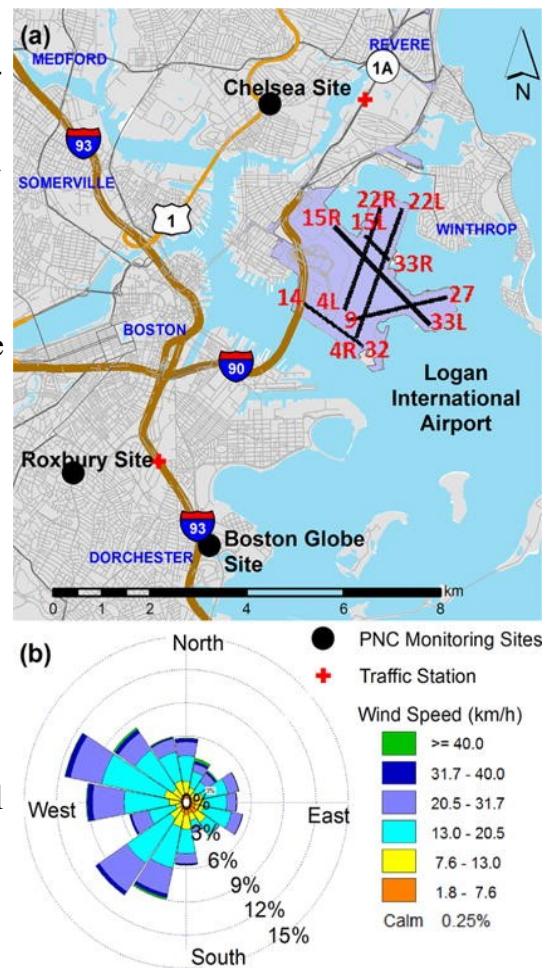 (a)
REVERE
MEDFORD
1A
Chelsea Site
N
93
SOMERVILLE
1
22R 22L
15R 15L
WINTHROP
33R
14 4L
27
9
33L
BOSTON
4R 32
90
Logan
International
Airport
Roxbury Site
93
Boston Globe
Site
DORCHESTER
km
0 2 4 6 8
(b)
North
PNC Monitoring Sites
Traffic Station
Wind Speed (km/h)
>= 40.0
31.7 - 40.0
20.5 - 31.7
13.0 - 20.5
7.6 - 13.0
1.8 - 7.6
Calm 0.25%
West
East
%
3%
6%
9%
12%
15%
South